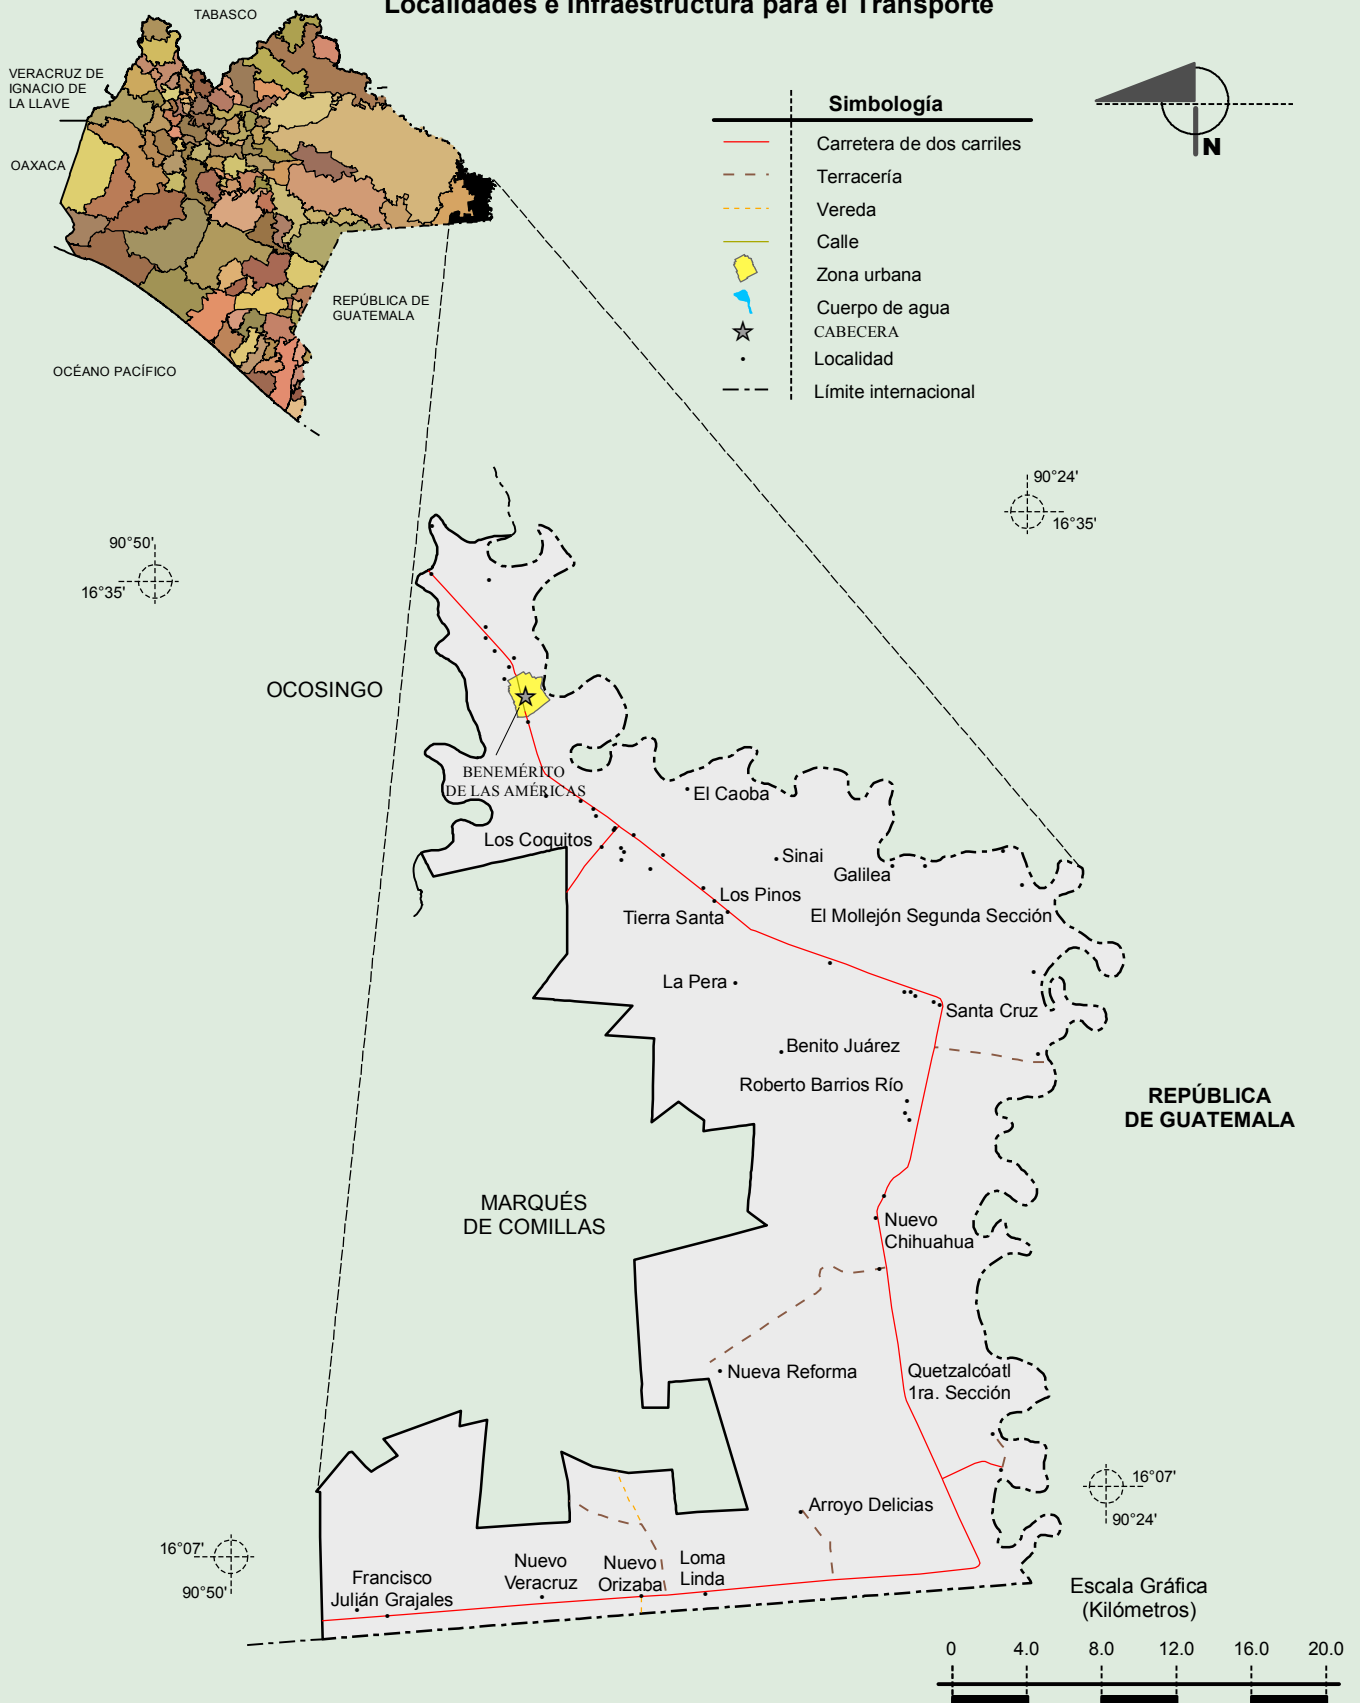 Localidades e Infraestructura para el Transporte
TABASCO
VERACRUZ DE
IGNACIO DE
LA LLAVE
OAXACA
REPÚBLICA DE
GUATEMALA
OCÉANO PACÍFICO
Simbología
Carretera de dos carriles
Terracería
Vereda
Calle
Zona urbana
Cuerpo de agua
CABECERA
Localidad
Límite internacional
N
90°24'
16°35'
90°50'
16°35'
OCOSINGO
BENEMÉRITO
DE LAS AMÉRICAS
El Caoba
Los Coquitos
Sinai
Galilea
Los Pinos
Tierra Santa
El Mollejón Segunda Sección
La Pera
Santa Cruz
Benito Juárez
Roberto Barrios Río
REPÚBLICA
DE GUATEMALA
MARQUÉS
DE COMILLAS
Nuevo
Chihuahua
Nueva Reforma
Quetzalcóatl
1ra. Sección
Arroyo Delicias
16°07'
90°24'
16°07'
90°50'
Francisco
Julián Grajales
Nuevo
Veracruz
Nuevo
Orizaba
Loma
Linda
Escala Gráfica
(Kilómetros)
0 4.0 8.0 12.0 16.0 20.0